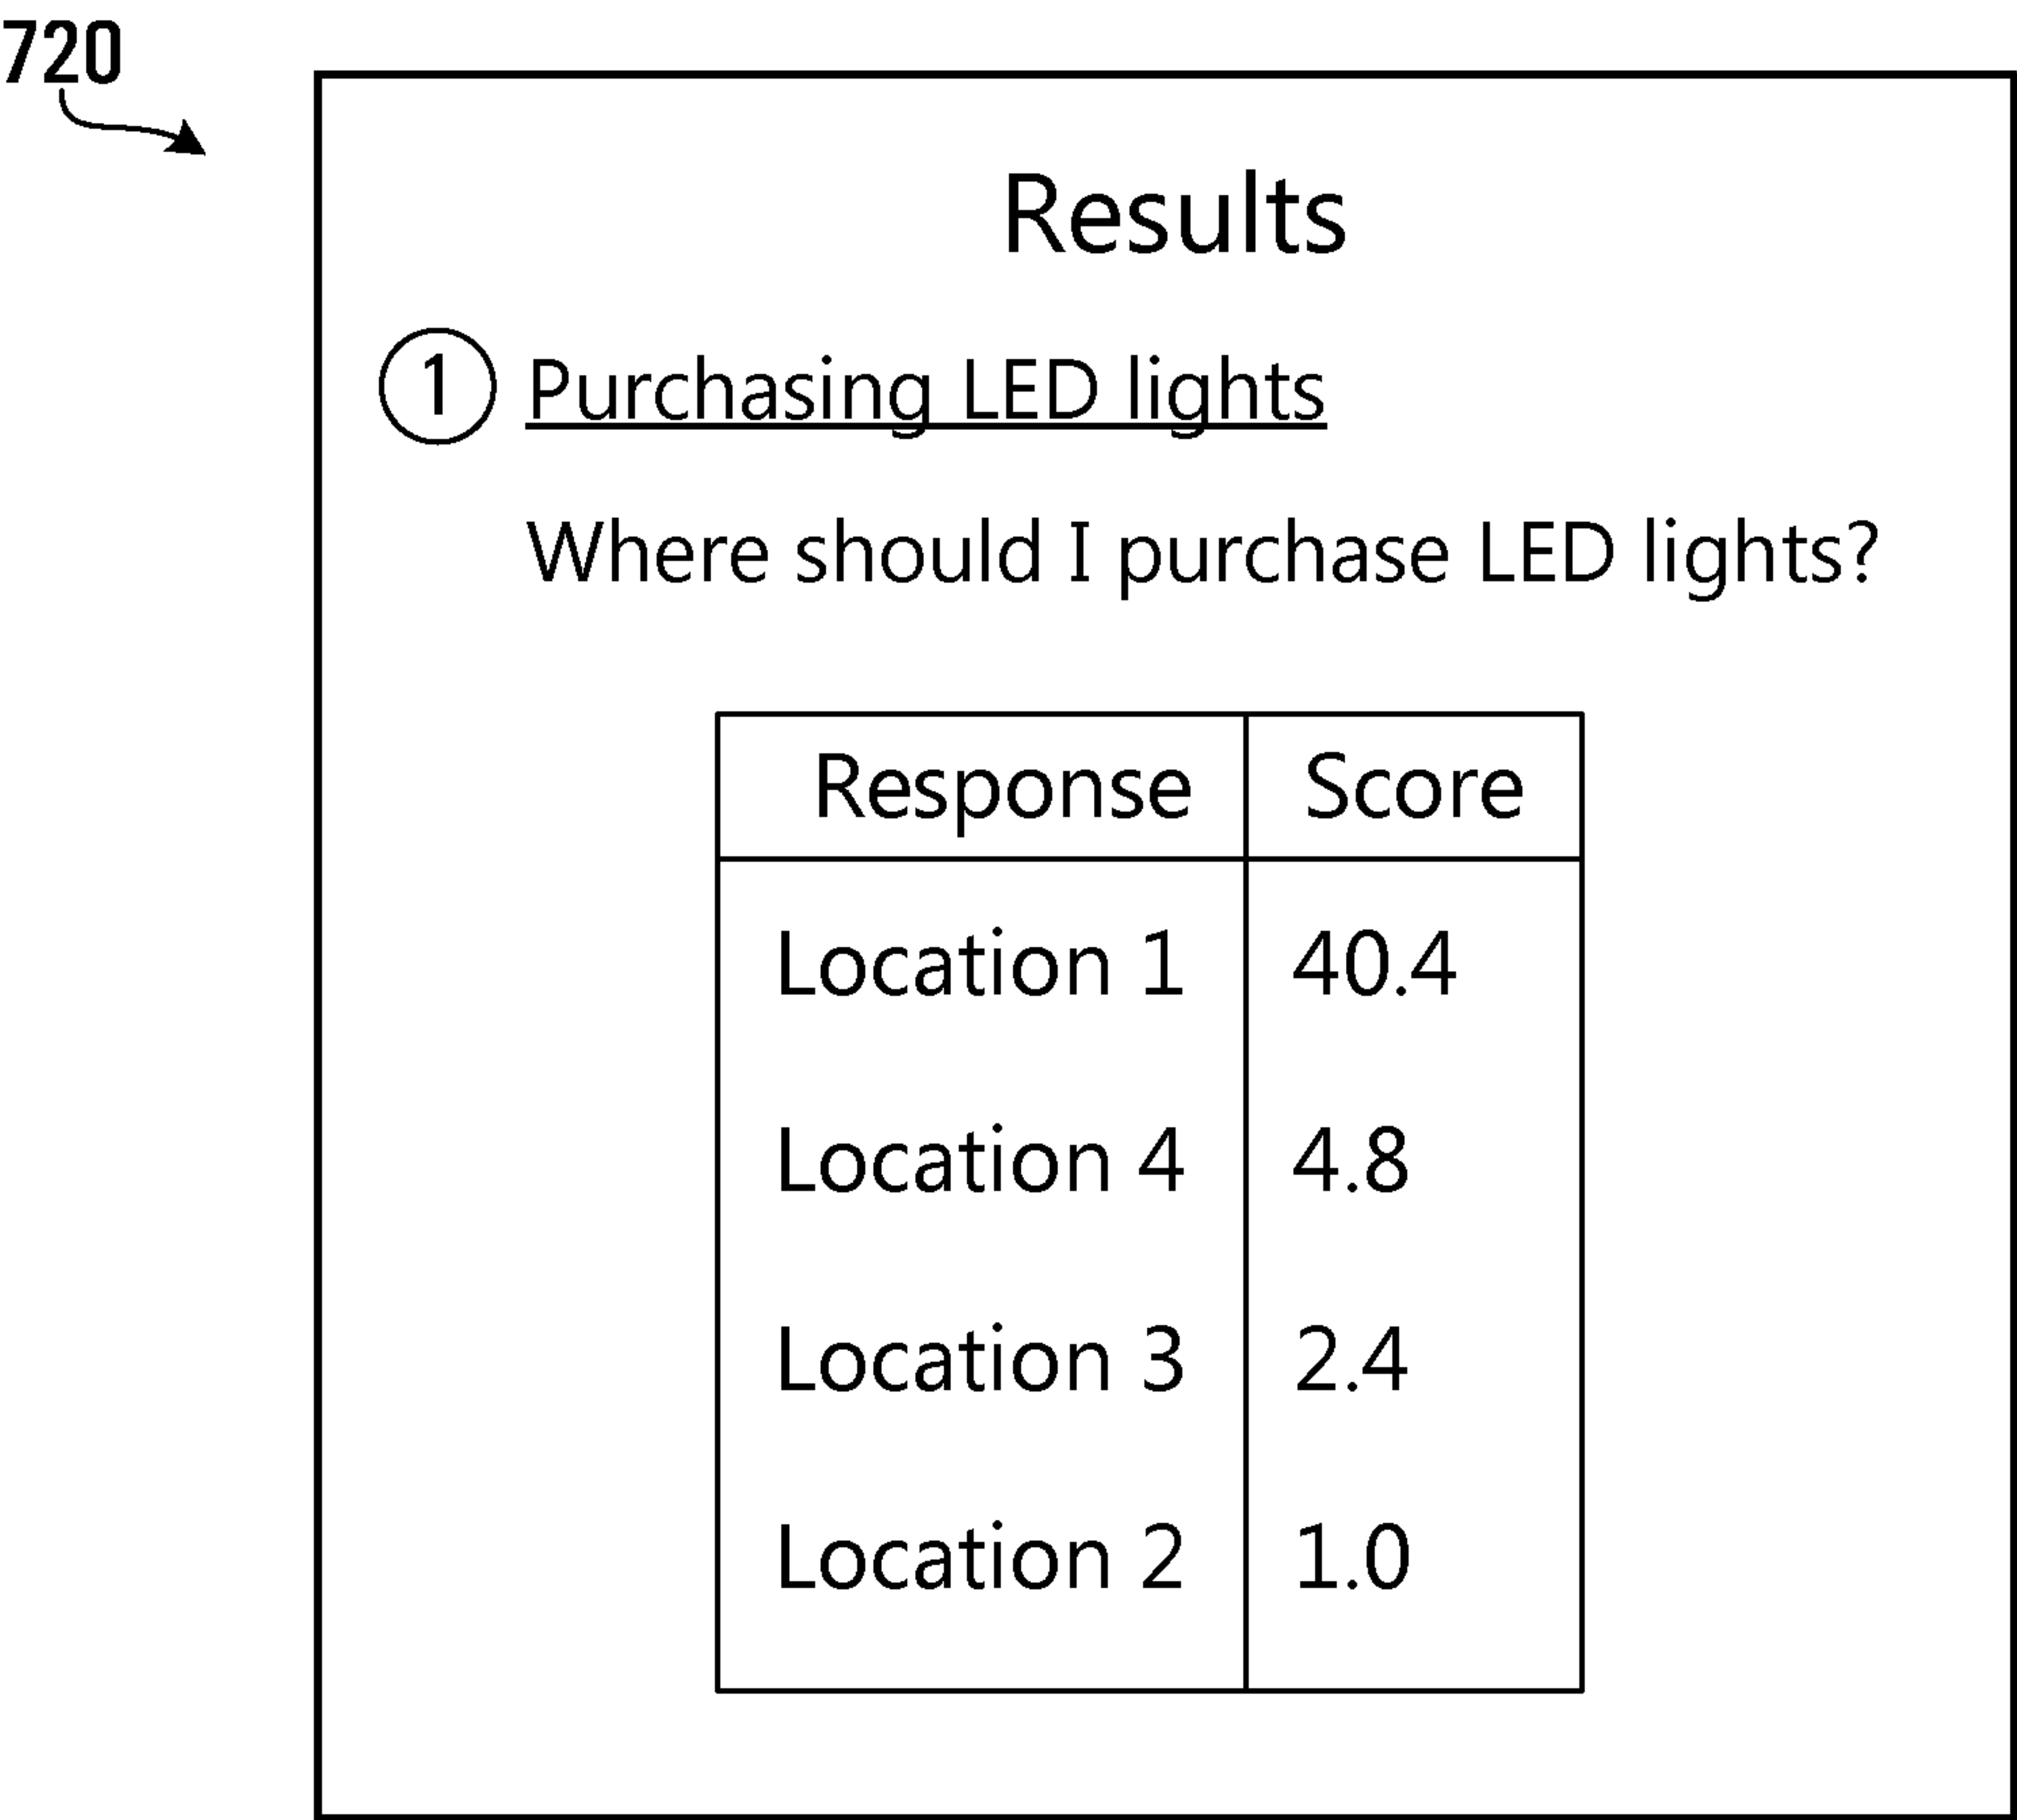 720
Results
1 Purchasing LED lights
Where should I purchase LED lights?
Response Score
Location 1 40.4
Location 4 4.8
Location 3 2.4
Location 2 1.0